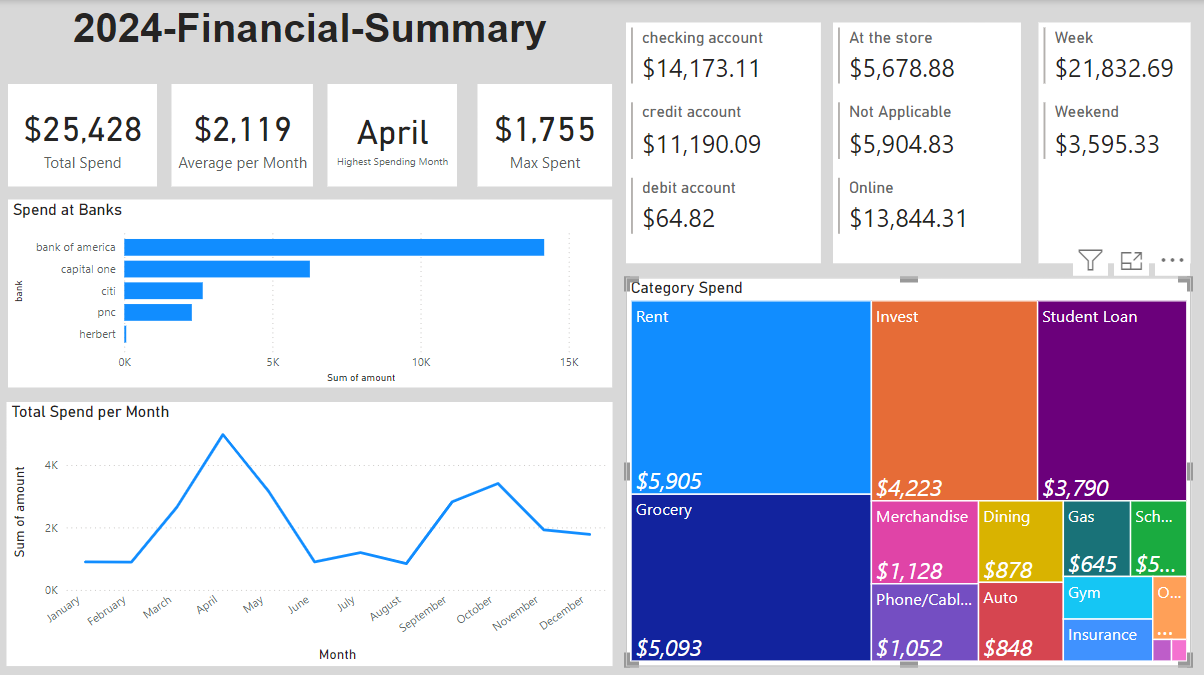 2024-Financial-Summary
$25,428
Total Spend
$2,119
Average per Month
April
Highest Spending Month
$1,755
Max Spent
checking account
$14,173.11
credit account
$11,190.09
debit account
$64.82
At the store
$5,678.88
Not Applicable
$5,904.83
Online
$13,844.31
Week
$21,832.69
Weekend
$3,595.33
Spend at Banks
bank
bank of america
capital one
citi
pnc
herbert
0K 5K 10K 15K
Sum of amount
Total Spend per Month
Sum of amount
4K
2K
0K
January February March April May June July August September October November December
Month
Category Spend
Rent
$5,905
Grocery
$5,093
Invest
$4,223
Student Loan
$3,790
Merchandise
$1,128
Phone/Cabl...
$1,052
Dining
$878
Auto
$848
Gas
$645
Sch...
$5...
Gym
Insurance
O...
...